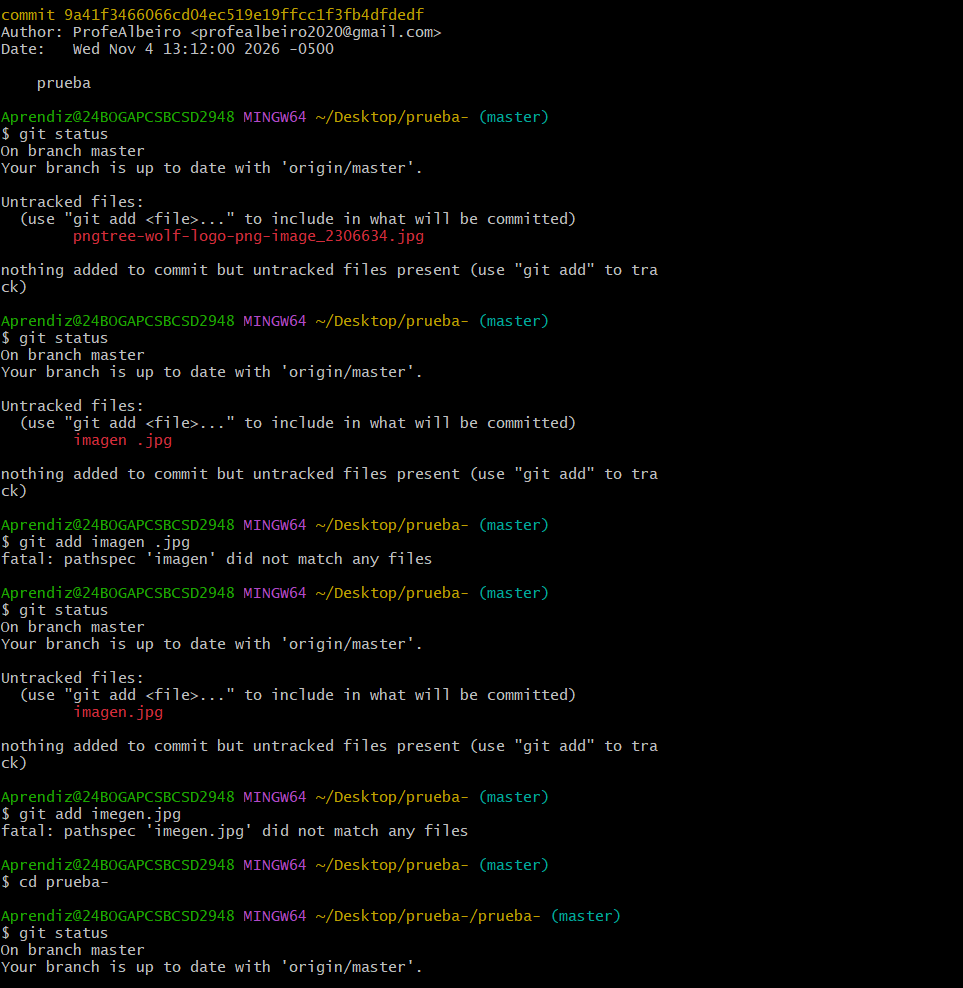 commit 9a41f3466066cd04ec519e19ffcc1f3fb4dfdedf
Author: ProfeAlbeiro <profealbeiro2020@gmail.com>
Date:   Wed Nov 4 13:12:00 2026 -0500
    prueba
Aprendiz@24BOGAPCSBCSD2948 MINGW64 ~/Desktop/prueba- (master)
$ git status
On branch master
Your branch is up to date with 'origin/master'.
Untracked files:
  (use "git add <file>..." to include in what will be committed)
        pngtree-wolf-logo-png-image_2306634.jpg
nothing added to commit but untracked files present (use "git add" to tra
ck)
Aprendiz@24BOGAPCSBCSD2948 MINGW64 ~/Desktop/prueba- (master)
$ git status
On branch master
Your branch is up to date with 'origin/master'.
Untracked files:
  (use "git add <file>..." to include in what will be committed)
        imagen .jpg
nothing added to commit but untracked files present (use "git add" to tra
ck)
Aprendiz@24BOGAPCSBCSD2948 MINGW64 ~/Desktop/prueba- (master)
$ git add imagen .jpg
fatal: pathspec 'imagen' did not match any files
Aprendiz@24BOGAPCSBCSD2948 MINGW64 ~/Desktop/prueba- (master)
$ git status
On branch master
Your branch is up to date with 'origin/master'.
Untracked files:
  (use "git add <file>..." to include in what will be committed)
        imagen.jpg
nothing added to commit but untracked files present (use "git add" to tra
ck)
Aprendiz@24BOGAPCSBCSD2948 MINGW64 ~/Desktop/prueba- (master)
$ git add imegen.jpg
fatal: pathspec 'imegen.jpg' did not match any files
Aprendiz@24BOGAPCSBCSD2948 MINGW64 ~/Desktop/prueba- (master)
$ cd prueba-
Aprendiz@24BOGAPCSBCSD2948 MINGW64 ~/Desktop/prueba-/prueba- (master)
$ git status
On branch master
Your branch is up to date with 'origin/master'.